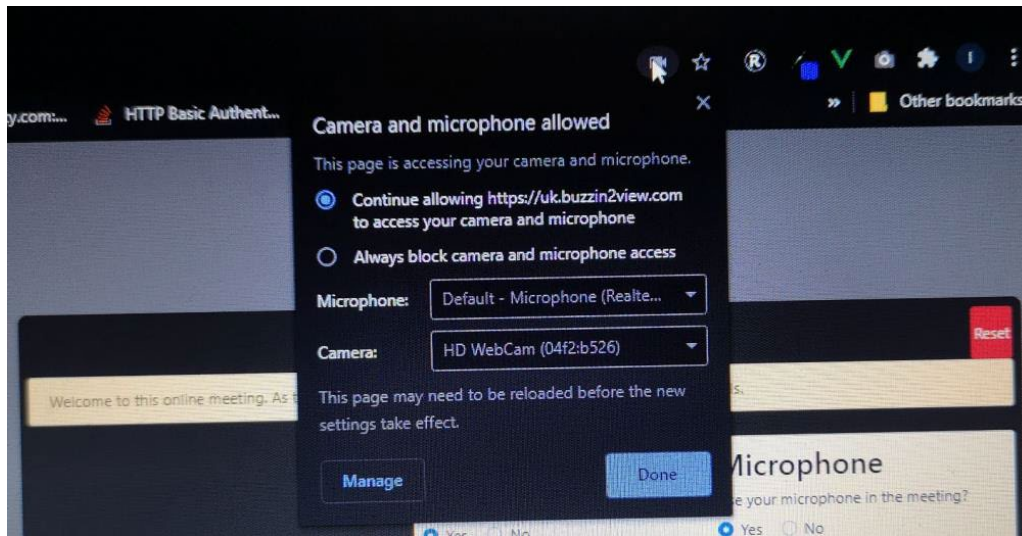 y.com:...
HTTP Basic Authent...
Other bookmarks
Camera and microphone allowed
This page is accessing your camera and microphone.
Continue allowing https://uk.buzzin2view.com
to access your camera and microphone
Always block camera and microphone access
Microphone: Default - Microphone (Realte...
Camera: HD WebCam (04f2:b526)
This page may need to be reloaded before the new
settings take effect.
Manage
Done
Reset
Welcome to this online meeting. As
Microphone
your microphone in the meeting?
Yes No
Yes No